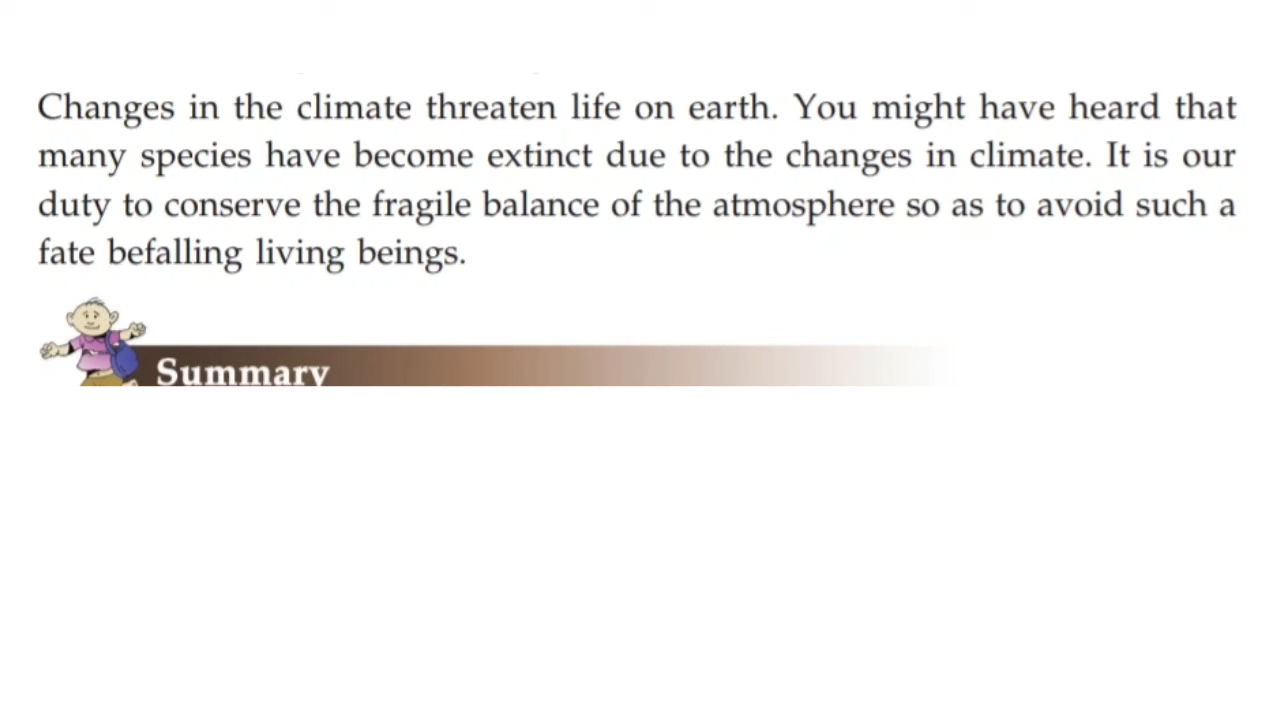 Changes in the climate threaten life on earth. You might have heard that
many species have become extinct due to the changes in climate. It is our
duty to conserve the fragile balance of the atmosphere so as to avoid such a
fate befalling living beings.
Summary